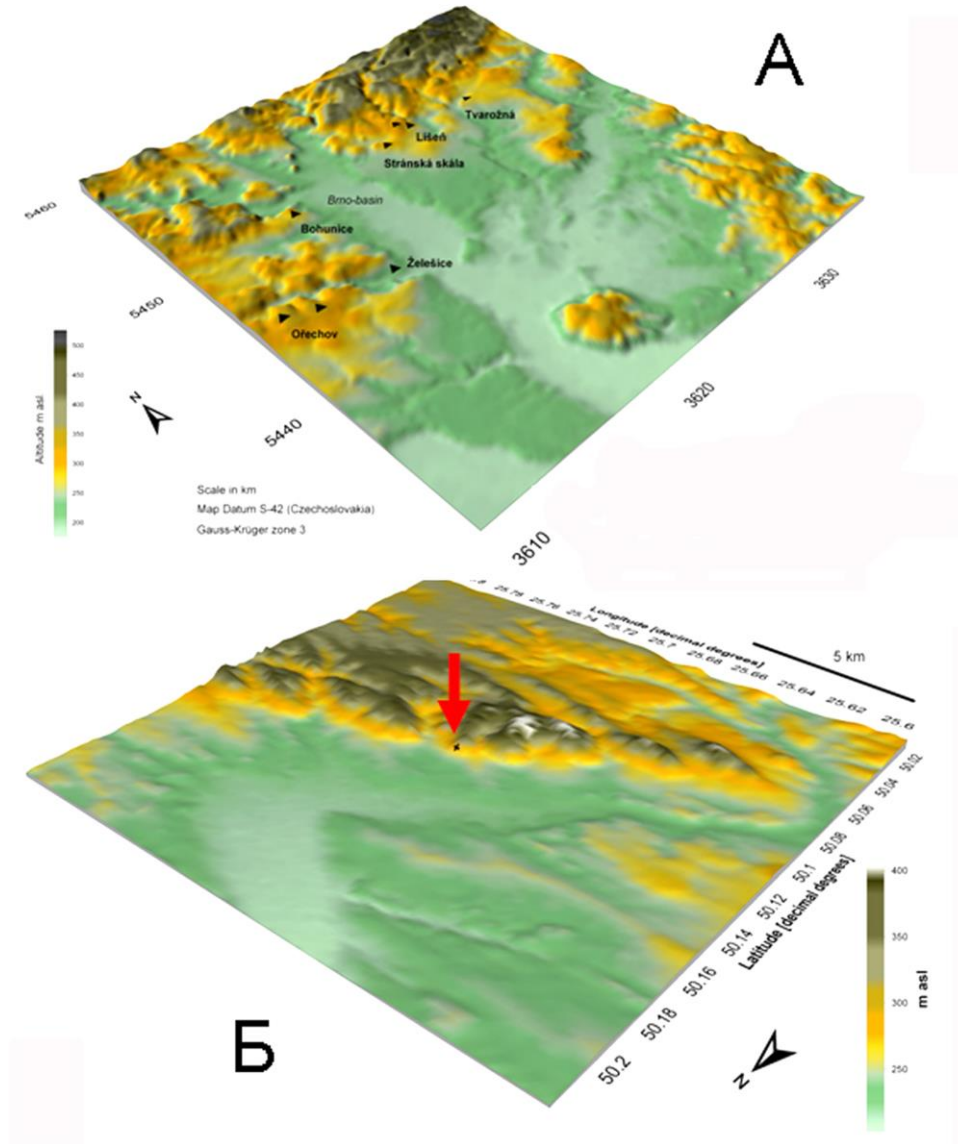 А
Tvarožná
Líšeň
Stránská skála
Brno-basin
Bohunice
Želešice
Ořechov
5460
5450
5440
3630
3620
3610
N
Altitude m asl
500
450
400
350
300
250
200
Scale in km
Map Datum S-42 (Czechoslovakia)
Gauss-Krüger zone 3
Longitude [decimal degrees]
25.78
25.76
25.74
25.72
25.7
25.68
25.66
25.64
25.62
25.6
5 km
50.02
50.04
50.06
50.08
50.1
50.12
50.14
50.16
50.18
50.2
Latitude [decimal degrees]
400
350
300
250
m asl
N
Б